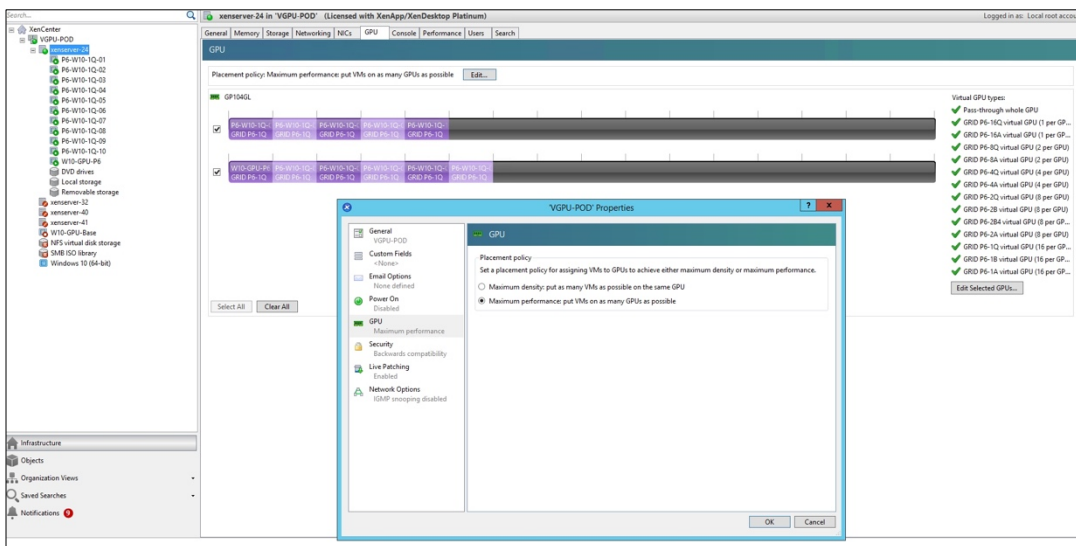 Search...
xenserver-24 in 'VGPU-POD' (Licensed with XenApp/XenDesktop Platinum)
Logged in as: Local root accou
XenCenter
VGPU-POD
xenserver-24
P6-W10-1Q-01
P6-W10-1Q-02
P6-W10-1Q-03
P6-W10-1Q-04
P6-W10-1Q-05
P6-W10-1Q-06
P6-W10-1Q-07
P6-W10-1Q-08
P6-W10-1Q-09
P6-W10-1Q-10
W10-GPU-P6
DVD drives
Local storage
Removable storage
xenserver-32
xenserver-40
xenserver-41
W10-GPU-Base
NFS virtual disk storage
SMB ISO library
Windows 10 (64-bit)
Infrastructure
Objects
Organization Views
Saved Searches
Notifications 9
General Memory Storage Networking NICs GPU Console Performance Users Search
GPU
Placement policy: Maximum performance: put VMs on as many GPUs as possible Edit...
GP104GL
P6-W10-1Q-( P6-W10-1Q- P6-W10-1Q-( P6-W10-1Q- P6-W10-1Q-
GRID P6-1Q GRID P6-1Q GRID P6-1Q GRID P6-1Q GRID P6-1Q
W10-GPU-P6 P6-W10-1Q- P6-W10-1Q-( P6-W10-1Q-( P6-W10-1Q-( P6-W10-1Q-
GRID P6-1Q GRID P6-1Q GRID P6-1Q GRID P6-1Q GRID P6-1Q GRID P6-1Q
Select All Clear All
Virtual GPU types:
Pass-through whole GPU
GRID P6-16Q virtual GPU (1 per GP...
GRID P6-16A virtual GPU (1 per GP...
GRID P6-8Q virtual GPU (2 per GPU)
GRID P6-8A virtual GPU (2 per GPU)
GRID P6-4Q virtual GPU (4 per GPU)
GRID P6-4A virtual GPU (4 per GPU)
GRID P6-2Q virtual GPU (8 per GPU)
GRID P6-2B virtual GPU (8 per GPU)
GRID P6-2B4 virtual GPU (8 per GP...
GRID P6-2A virtual GPU (8 per GPU)
GRID P6-1Q virtual GPU (16 per GP...
GRID P6-1B virtual GPU (16 per GP...
GRID P6-1A virtual GPU (16 per GP...
Edit Selected GPUs...
'VGPU-POD' Properties
? X
General
VGPU-POD
Custom Fields
<None>
Email Options
None defined
Power On
Disabled
GPU
Maximum performance
Security
Backwards compatibility
Live Patching
Enabled
Network Options
IGMP snooping disabled
GPU
Placement policy
Set a placement policy for assigning VMs to GPUs to achieve either maximum density or maximum performance.
Maximum density: put as many VMs as possible on the same GPU
Maximum performance: put VMs on as many GPUs as possible
OK Cancel